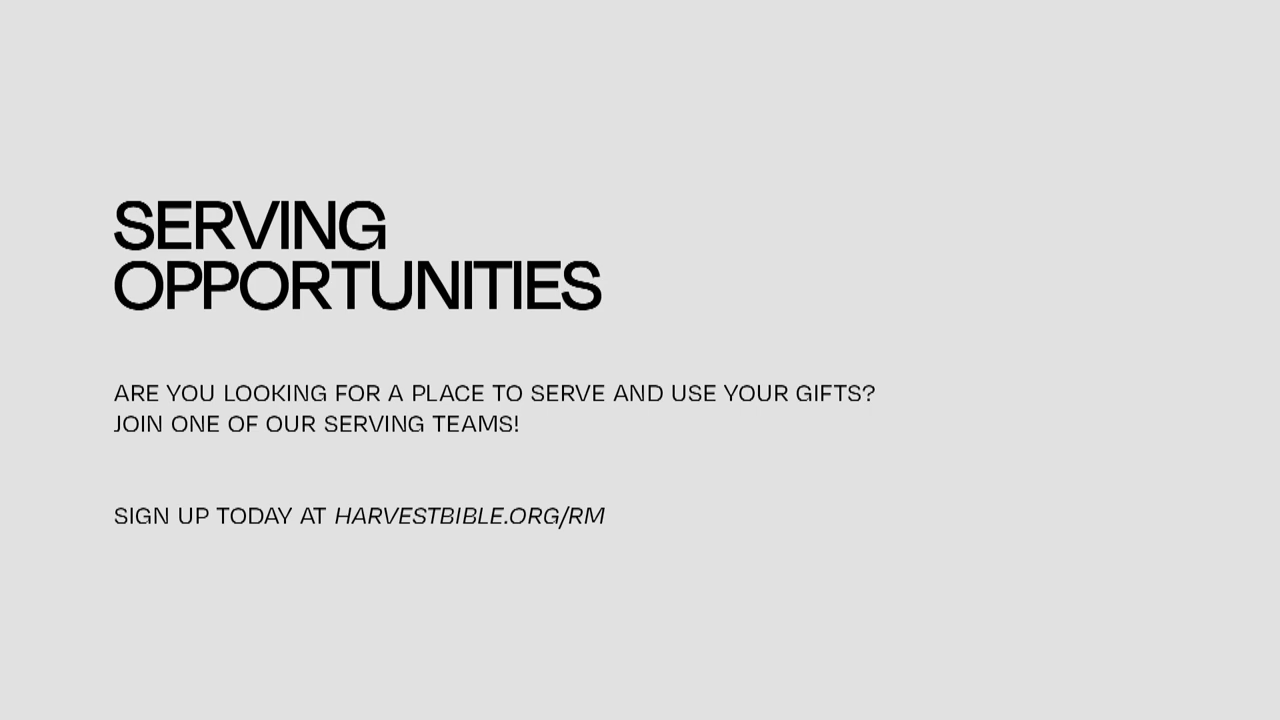 SERVING
OPPORTUNITIES
ARE YOU LOOKING FOR A PLACE TO SERVE AND USE YOUR GIFTS?
JOIN ONE OF OUR SERVING TEAMS!
SIGN UP TODAY AT HARVESTBIBLE.ORG/RM